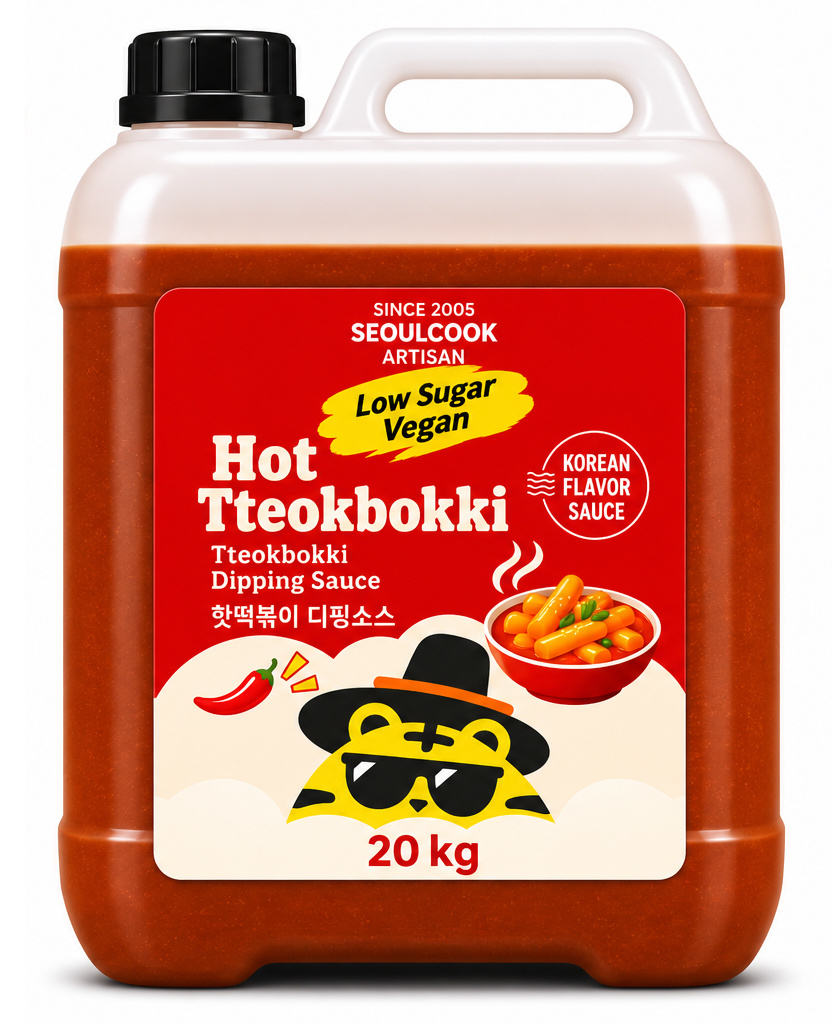 SINCE 2005
SEOULCOOK
ARTISAN
Low Sugar
Vegan
Hot
Tteokbokki
KOREAN
FLAVOR
SAUCE
Tteokbokki
Dipping Sauce
핫떡볶이 디핑소스
20 kg